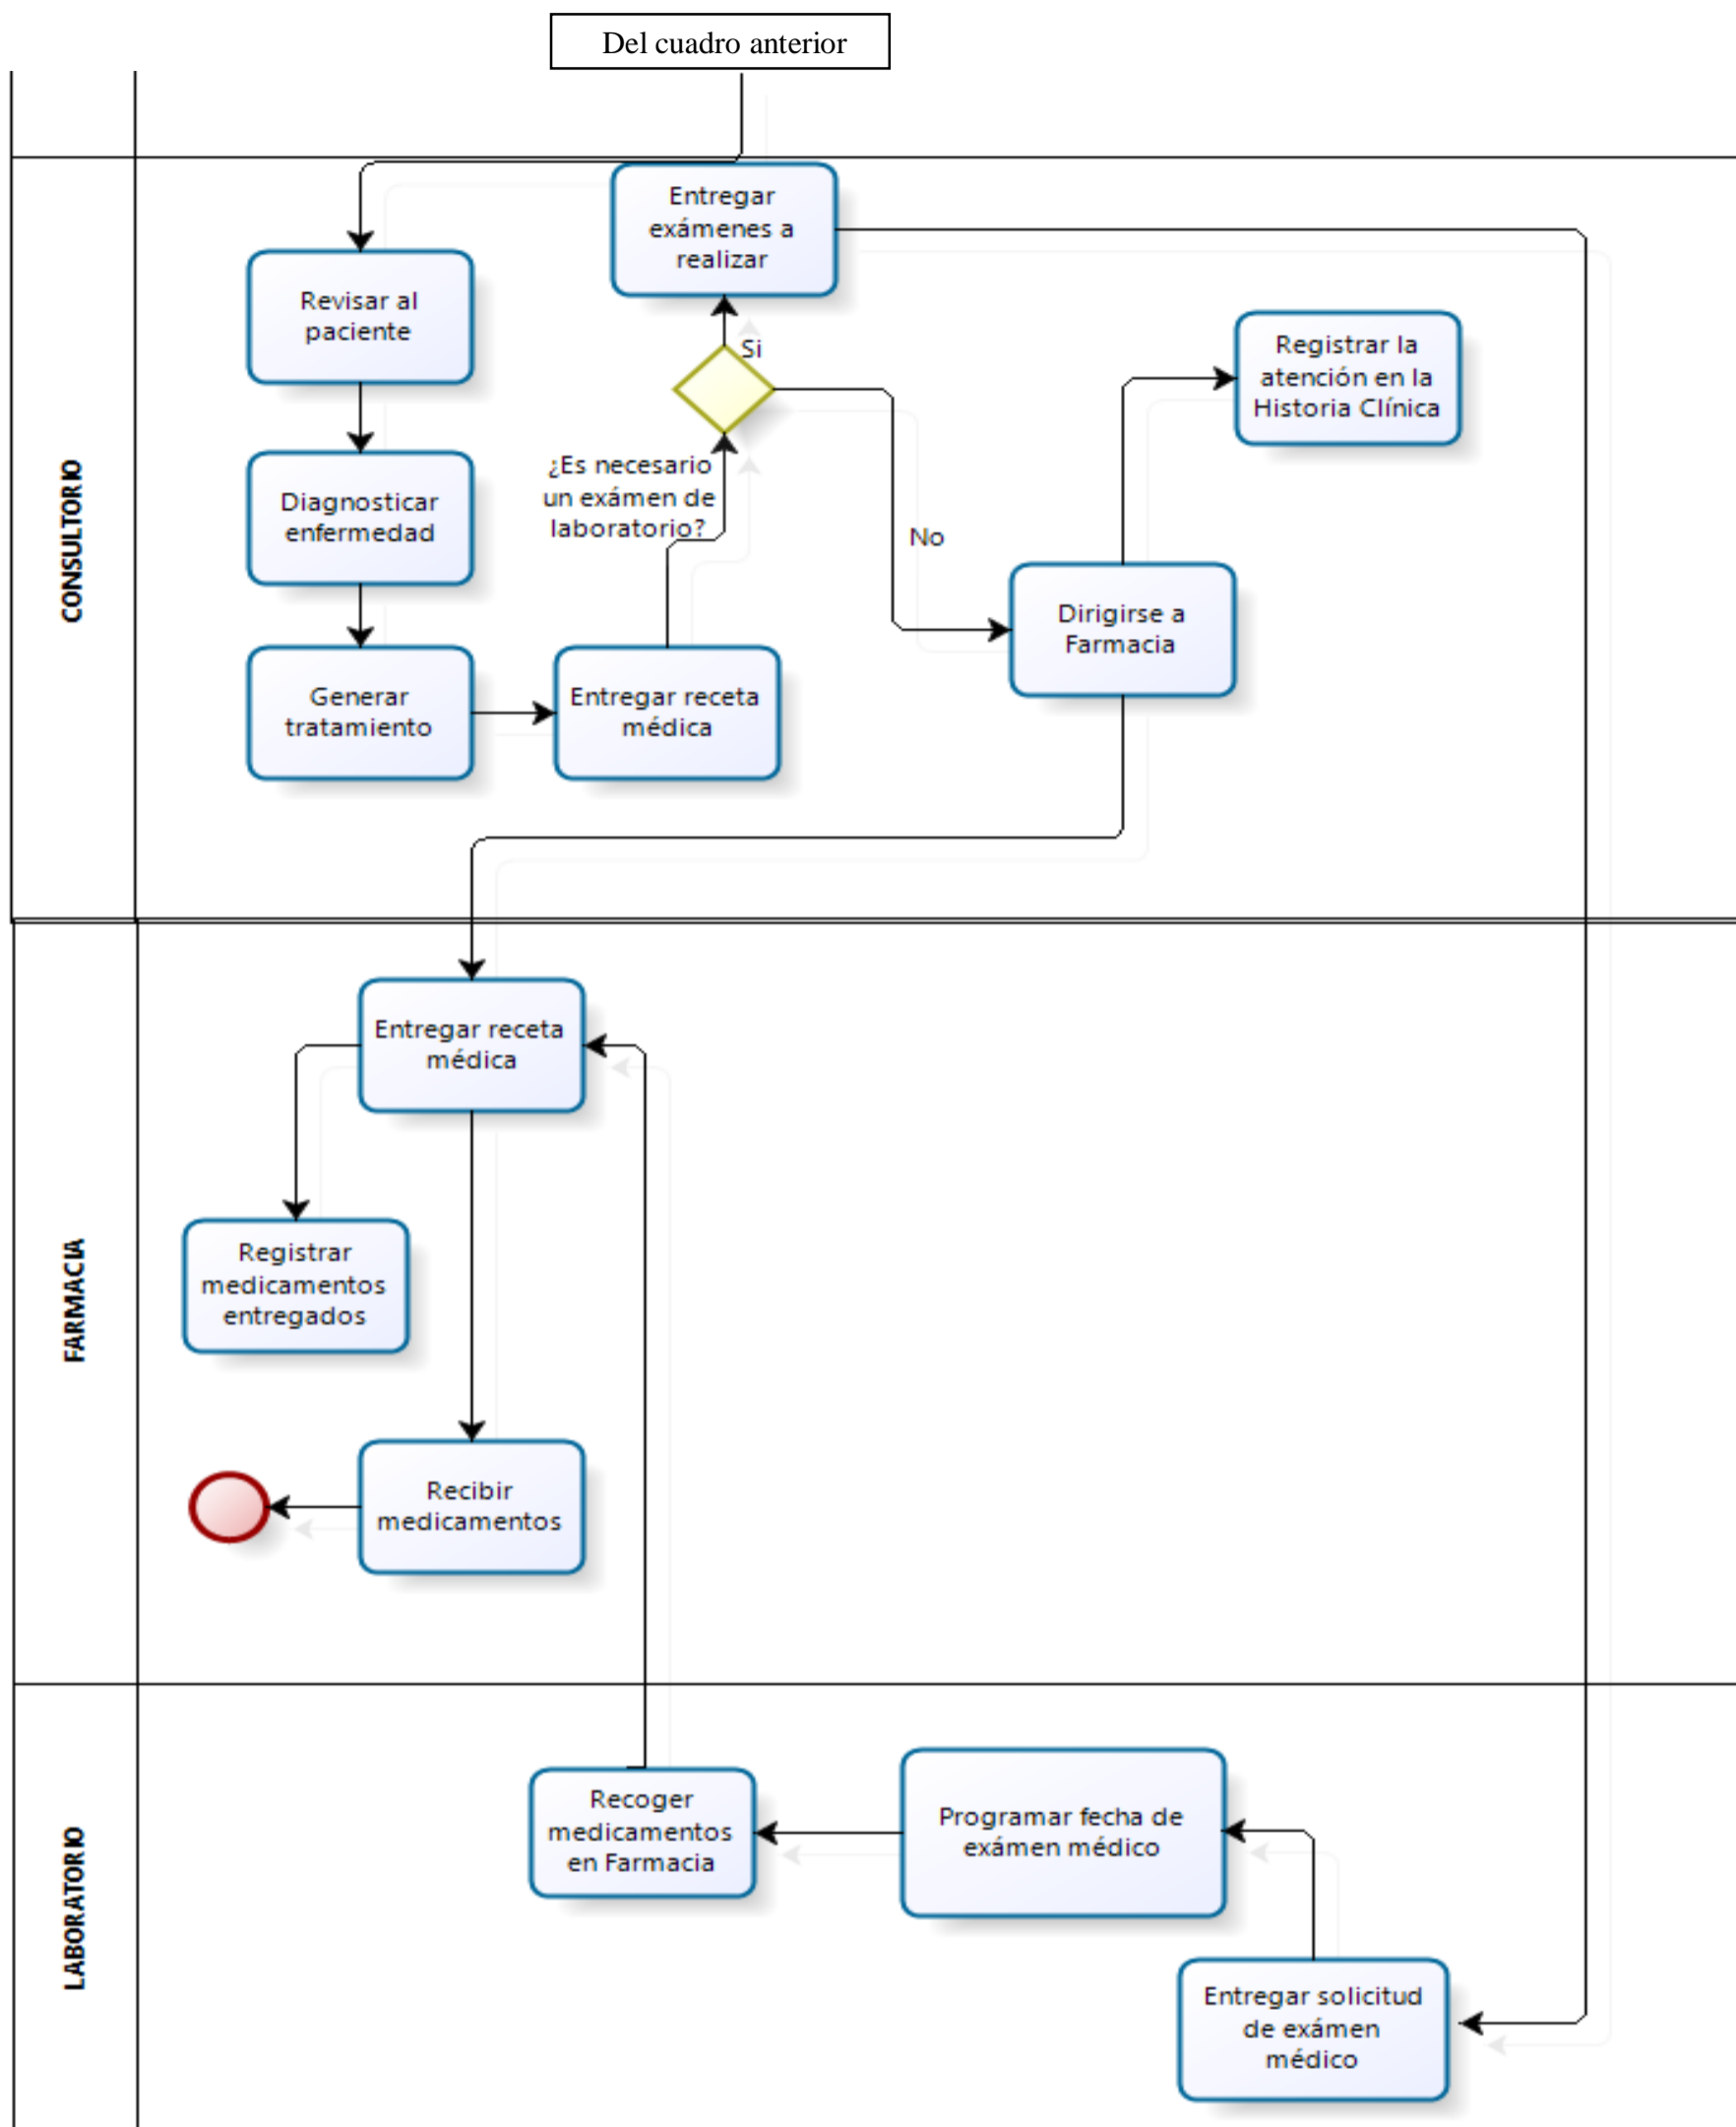 Del cuadro anterior
CONSULTORIO
Entregar
exámenes a
realizar
Revisar al
paciente
Si
Registrar la
atención en la
Historia Clínica
¿Es necesario
un exámen de
laboratorio?
Diagnosticar
enfermedad
No
Dirigirse a
Farmacia
Generar
tratamiento
Entregar receta
médica
FARMACIA
Entregar receta
médica
Registrar
medicamentos
entregados
Recibir
medicamentos
LABORATORIO
Recoger
medicamentos
en Farmacia
Programar fecha de
exámen médico
Entregar solicitud
de exámen
médico